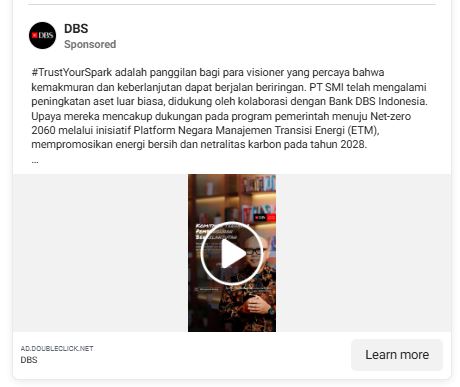 DBS
DBS
Sponsored
#TrustYourSpark adalah panggilan bagi para visioner yang percaya bahwa
kemakmuran dan keberlanjutan dapat berjalan beriringan. PT SMI telah mengalami
peningkatan aset luar biasa, didukung oleh kolaborasi dengan Bank DBS Indonesia.
Upaya mereka mencakup dukungan pada program pemerintah menuju Net-zero
2060 melalui inisiatif Platform Negara Manajemen Transisi Energi (ETM),
mempromosikan energi bersih dan netralitas karbon pada tahun 2028.
...
DBS
AD.DOUBLECLICK.NET
DBS
Learn more